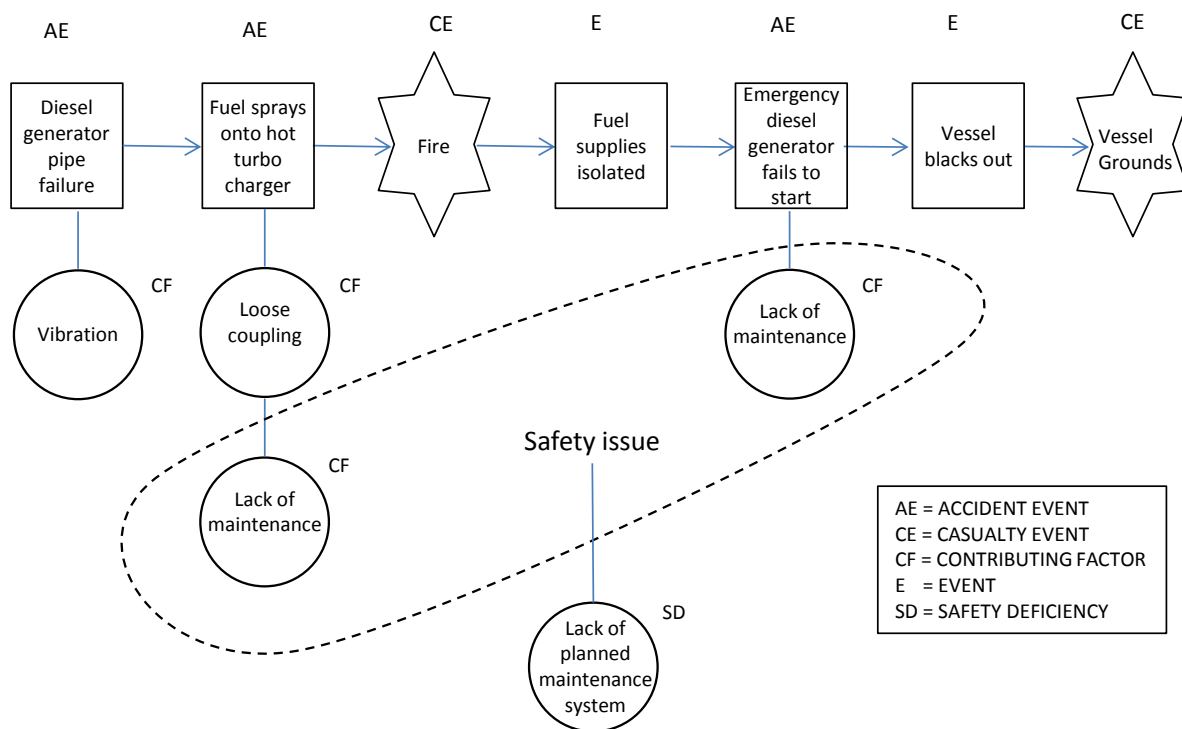 AE
AE
CE
E
AE
E
CE
Diesel
generator
pipe
failure
Fuel sprays
onto hot
turbo
charger
Fire
Fuel
supplies
isolated
Emergency
diesel
generator
fails to
start
Vessel
blacks out
Vessel
Grounds
CF
Vibration
CF
Loose
coupling
CF
Lack of
maintenance
CF
Lack of
maintenance
Safety issue
SD
Lack of
planned
maintenance
system
AE = ACCIDENT EVENT
CE = CASUALTY EVENT
CF = CONTRIBUTING FACTOR
E = EVENT
SD = SAFETY DEFICIENCY